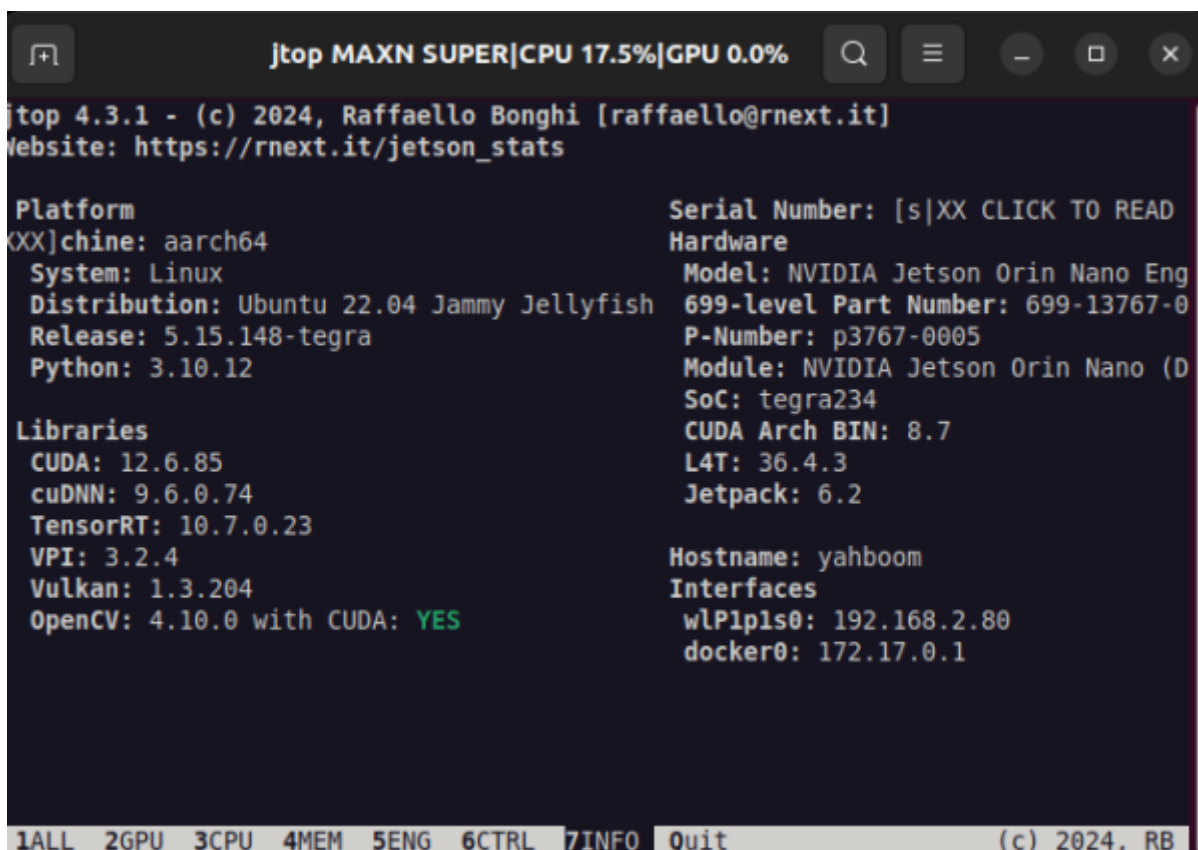 jtop MAXN SUPER|CPU 17.5%|GPU 0.0%
jtop 4.3.1 - (c) 2024, Raffaello Bonghi [raffaello@rnext.it]
Website: https://rnext.it/jetson_stats
Platform
XXX]chine: aarch64
System: Linux
Distribution: Ubuntu 22.04 Jammy Jellyfish
Release: 5.15.148-tegra
Python: 3.10.12
Libraries
CUDA: 12.6.85
cuDNN: 9.6.0.74
TensorRT: 10.7.0.23
VPI: 3.2.4
Vulkan: 1.3.204
OpenCV: 4.10.0 with CUDA: YES
Serial Number: [s|XX CLICK TO READ
Hardware
Model: NVIDIA Jetson Orin Nano Eng
699-level Part Number: 699-13767-0
P-Number: p3767-0005
Module: NVIDIA Jetson Orin Nano (D
SoC: tegra234
CUDA Arch BIN: 8.7
L4T: 36.4.3
Jetpack: 6.2
Hostname: yahboom
Interfaces
wlP1p1s0: 192.168.2.80
docker0: 172.17.0.1
1ALL 2GPU 3CPU 4MEM 5ENG 6CTRL 7INFO Quit (c) 2024, RB